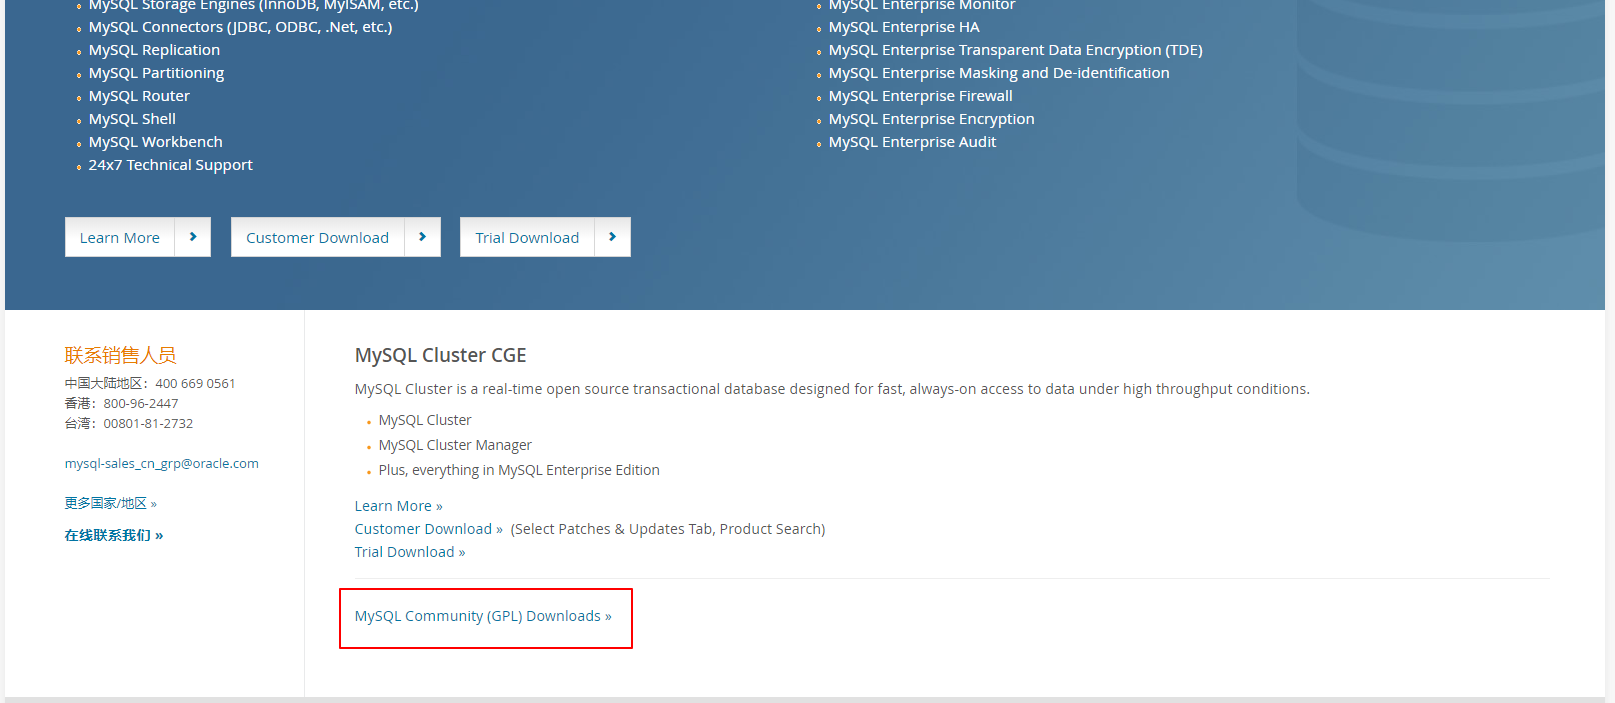 MySQL Storage Engines (InnoDB, MyISAM, etc.)
MySQL Connectors (JDBC, ODBC, .Net, etc.)
MySQL Replication
MySQL Partitioning
MySQL Router
MySQL Shell
MySQL Workbench
24x7 Technical Support
MySQL Enterprise Monitor
MySQL Enterprise HA
MySQL Enterprise Transparent Data Encryption (TDE)
MySQL Enterprise Masking and De-identification
MySQL Enterprise Firewall
MySQL Enterprise Encryption
MySQL Enterprise Audit
Learn More
Customer Download
Trial Download
联系销售人员
中国大陆地区：400 669 0561
香港：800-96-2447
台湾：00801-81-2732
mysql-sales_cn_grp@oracle.com
更多国家/地区 »
在线联系我们 »
MySQL Cluster CGE
MySQL Cluster is a real-time open source transactional database designed for fast, always-on access to data under high throughput conditions.
MySQL Cluster
MySQL Cluster Manager
Plus, everything in MySQL Enterprise Edition
Learn More »
Customer Download » (Select Patches & Updates Tab, Product Search)
Trial Download »
MySQL Community (GPL) Downloads »